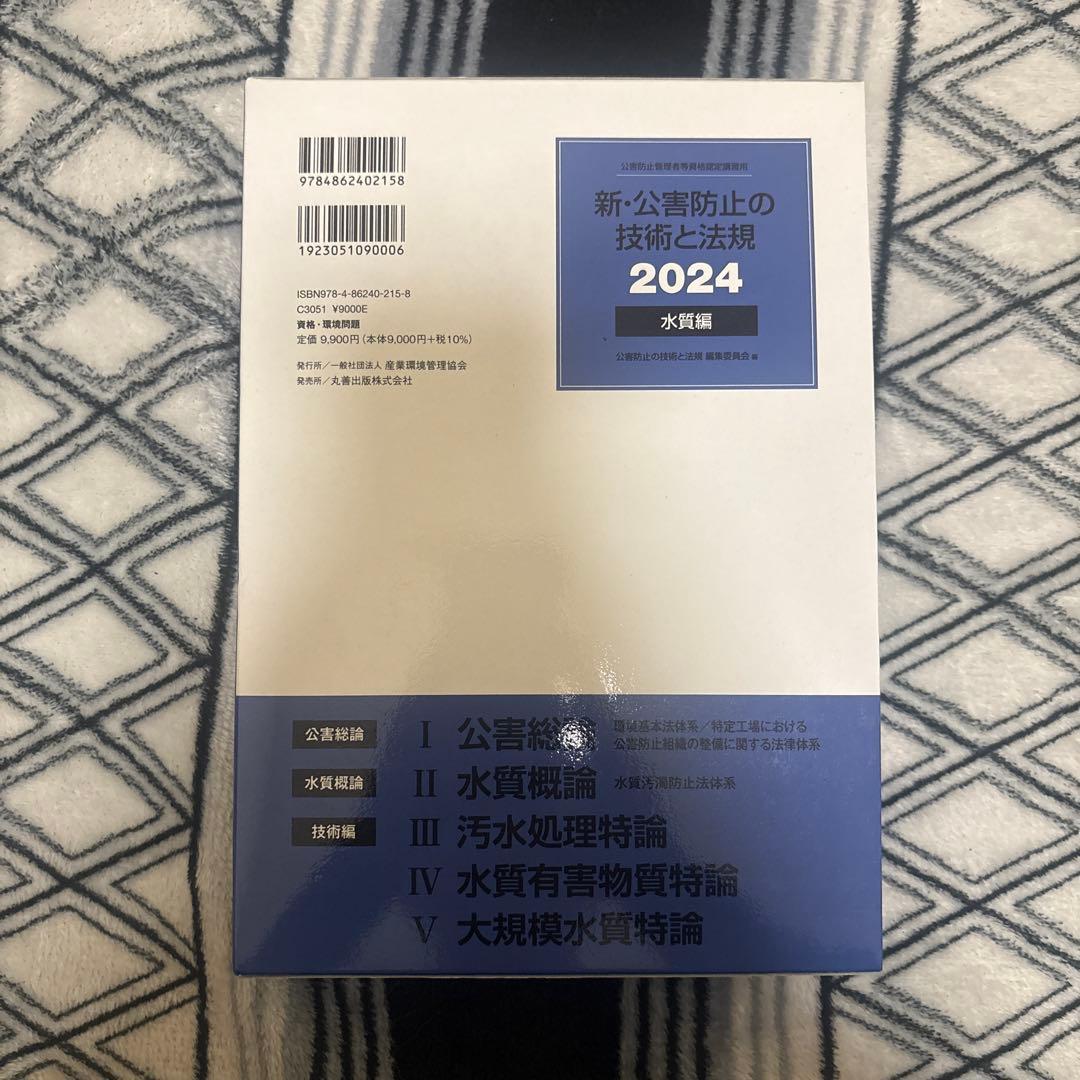 9784862402158
1923051090006
ISBN978-4-86240-215-8
C3051 ¥9000E
資格・環境問題
定価 9,900円(本体9,000円+税10%)
発行所/一般社団法人 産業環境管理協会
発売所/丸善出版株式会社
公害防止管理者等資格認定講習用
新・公害防止の
技術と法規
2024
水質編
公害防止の技術と法規 編集委員会 編
公害総論 I 公害総論 環境基本法体系/特定工場における
公害防止組織の整備に関する法律体系
水質概論 II 水質概論 水質汚濁防止法体系
技術編 III 汚水処理特論
IV 水質有害物質特論
V 大規模水質特論